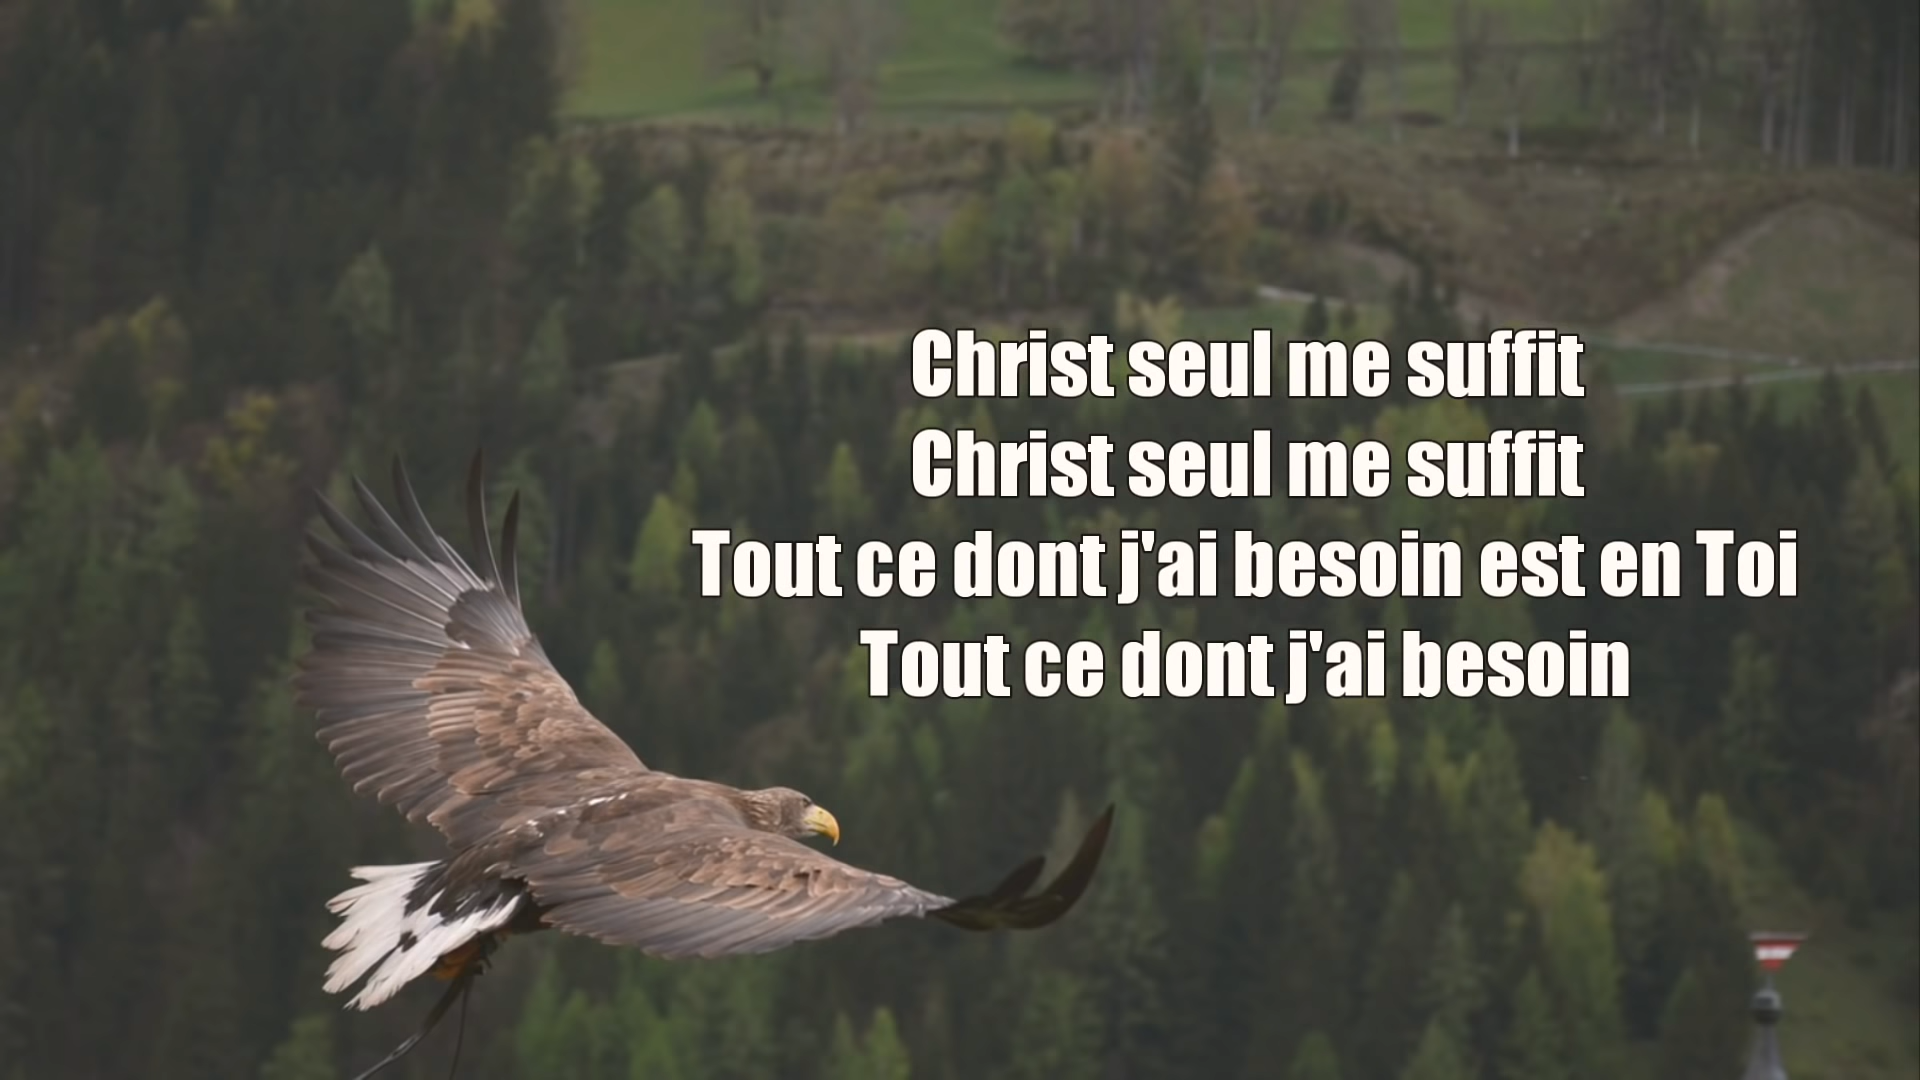 Christ seul me suffit
Christ seul me suffit
Tout ce dont j'ai besoin est en Toi
Tout ce dont j'ai besoin